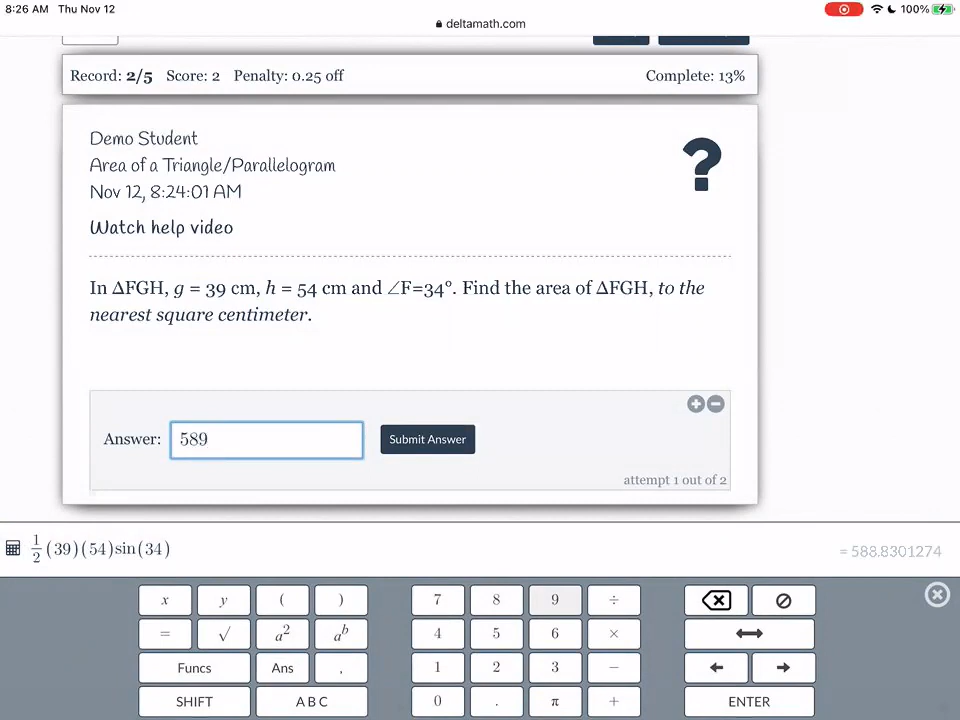 8:26 AM Thu Nov 12
100%
deltamath.com
Record: 2/5 Score: 2 Penalty: 0.25 off Complete: 13%
Demo Student
Area of a Triangle/Parallelogram
Nov 12, 8:24:01 AM
?
Watch help video
In ΔFGH, g = 39 cm, h = 54 cm and ∠F=34°. Find the area of ΔFGH, to the
nearest square centimeter.
Answer: 589 Submit Answer
attempt 1 out of 2
1/2 (39)(54)sin(34) = 588.8301274
x y ( ) 7 8 9 ÷
= √ a² aᵇ 4 5 6 ×
Funcs Ans , 1 2 3 −
SHIFT A B C 0 . π + ENTER